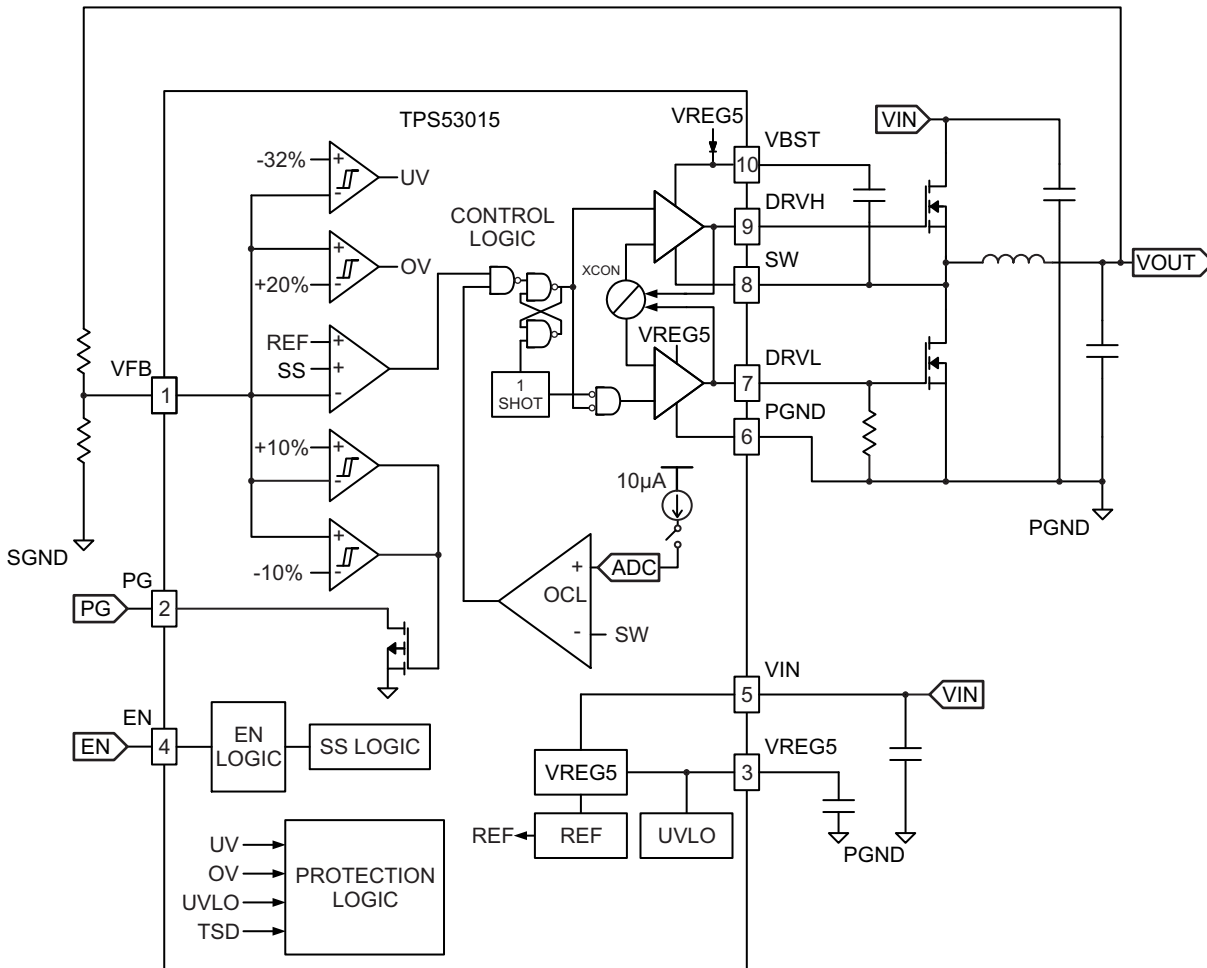 TPS53015
VREG5
VBST
10
VIN
-32%
+
-
UV
DRVH
9
CONTROL
LOGIC
+
-
OV
+20%
XCON
SW
8
VOUT
REF
SS
+
+
-
VREG5
VFB
1
DRVL
7
1
SHOT
PGND
6
+10%
+
-
10µA
PGND
SGND
+
-
-10%
ADC
+
OCL
-
SW
PG
PG
2
VIN
5
VIN
EN
EN
4
EN
LOGIC
SS LOGIC
VREG5
VREG5
3
REF
REF
UVLO
PGND
UV
OV
UVLO
TSD
PROTECTION
LOGIC